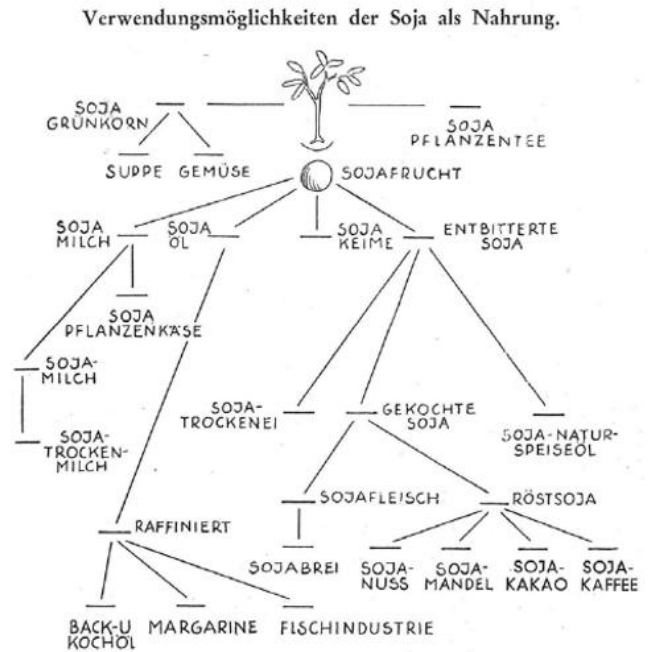 Verwendungsmöglichkeiten der Soja als Nahrung.
SOJA
GRÜNKORN
SOJA
PFLANZENTEE
SUPPE
GEMÜSE
SOJAFRUCHT
SOJA
MILCH
SOJA
ÖL
SOJA
KEIME
ENTBITTERTE
SOJA
SOJA
PFLANZENKÄSE
SOJA-
MILCH
SOJA-
TROCKENEI
GEKOCHTE
SOJA
SOJA-NATUR-
SPEISEÖL
SOJA-
TROCKEN-
MILCH
SOJAFLEISCH
RÖSTSOJA
RAFFINIERT
SOJABREI
SOJA-
NUSS
SOJA-
MANDEL
SOJA-
KAKAO
SOJA-
KAFFEE
BACK-U
KOCHÖL
MARGARINE
FISCHINDUSTRIE